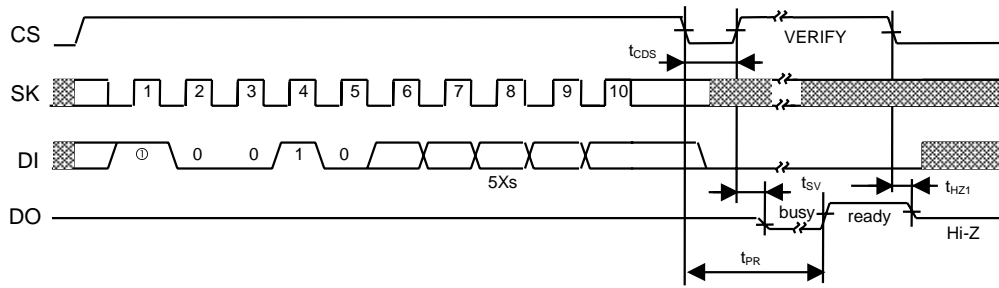 CS
VERIFY
tCDS
SK 1 2 3 4 5 6 7 8 9 10
DI ① 0 0 1 0
5Xs
tSV
tHZ1
DO busy ready
Hi-Z
tPR